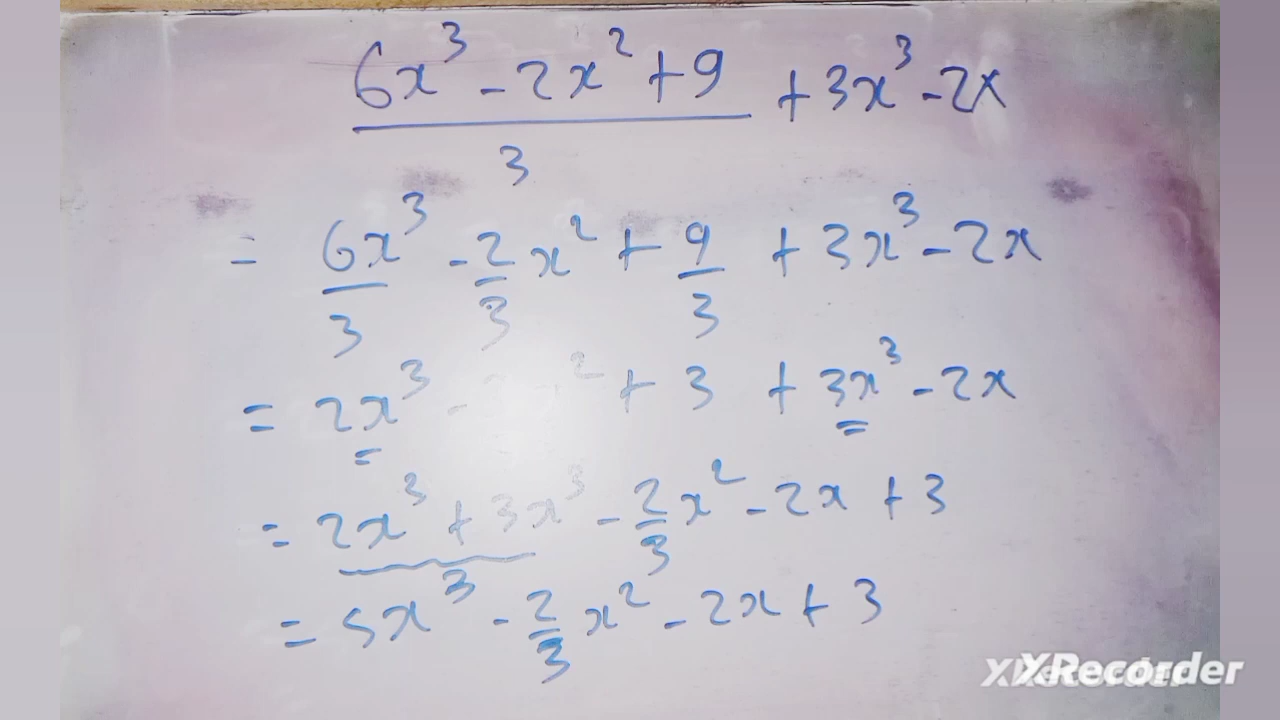 6x³ - 2x² + 9 / 3 + 3x³ - 2x
= 6x³/3 - 2/3 x² + 9/3 + 3x³ - 2x
= 2x³ - ² + 3 + 3x³ - 2x
= 2x³ + 3x³ - 2/3 x² - 2x + 3
= 5x³ - 2/3 x² - 2x + 3
XRecorder